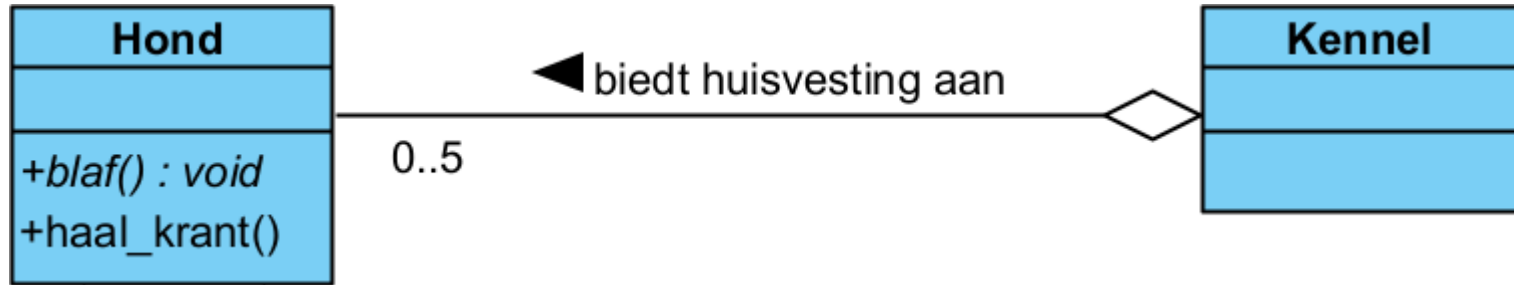 Hond
+blaf() : void
+haal_krant()
biedt huisvesting aan
0..5
Kennel